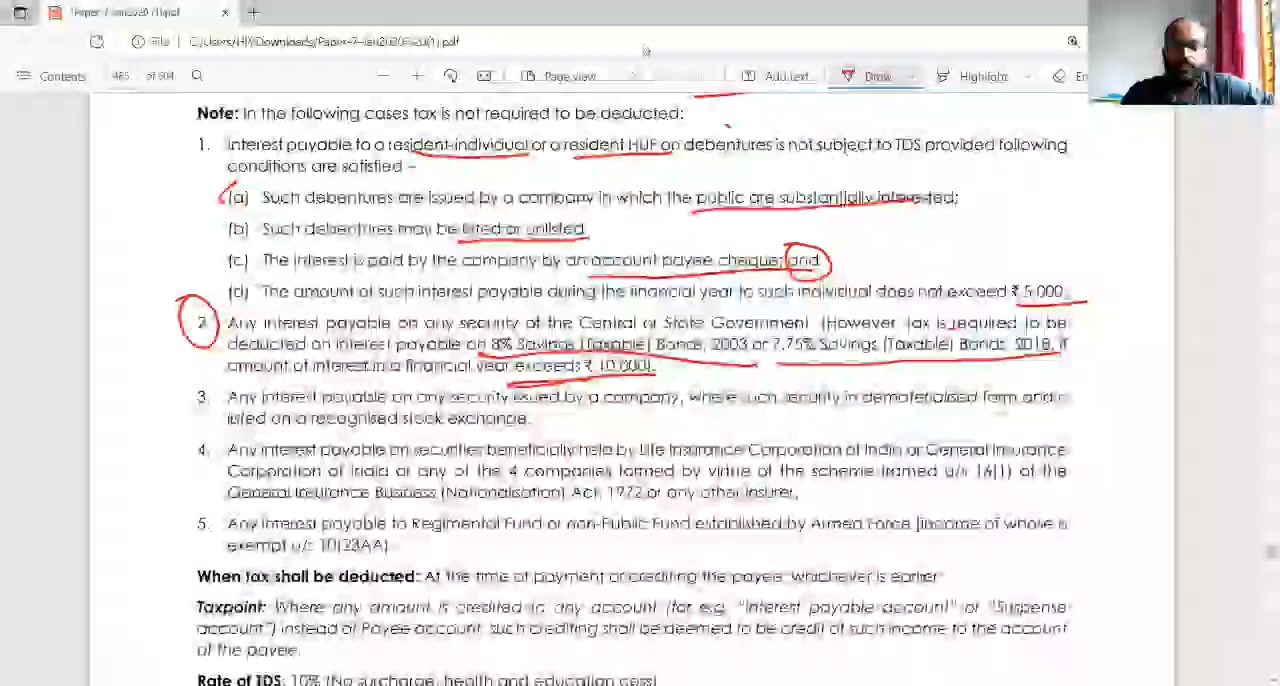 File
Contents
of 504
Page view
Add text
Draw
Highlight
Note: In the following cases tax is not required to be deducted:
1. Interest payable to a resident-individual or a resident HUF on debentures is not subject to TDS provided following
conditions are satisfied –
(a) Such debentures are issued by a company in which the public are substantially interested;
(b) Such debentures may be listed or unlisted
(c) The interest is paid by the company by an account payee cheque; and
(d) The amount of such interest payable during the financial year to such individual does not exceed ₹ 5,000.
2. Any interest payable on any security of the Central or State Government. (However Tax is required to be
deducted on interest payable on 8% Savings (Taxable) Bonds, 2003 or 7.75% Savings (Taxable) Bonds, 2018, if
amount of interest in a financial year exceeds ₹ 10,000).
3. Any interest payable on any security issued by a company, where such security in dematerialised form and is
listed on a recognised stock exchange.
4. Any interest payable on securities beneficially held by Life Insurance Corporation of India or General Insurance
Corporation of India or any of the 4 companies formed by virtue of the scheme framed u/s 16(1) of the
General Insurance Business (Nationalisation) Act, 1972 or any other insurer.
5. Any interest payable to Regimental Fund or non-Public Fund established by Armed Force [income of whose is
exempt u/s 10(23AA)
When tax shall be deducted: At the time of payment or crediting the payee, whichever is earlier
Taxpoint: Where any amount is credited to any account (for e.g. "Interest payable account" or "Suspense
account") instead of Payee account, such crediting shall be deemed to be credit of such income to the account
of the payee.
Rate of TDS: 10% (No surcharge, health and education cess)